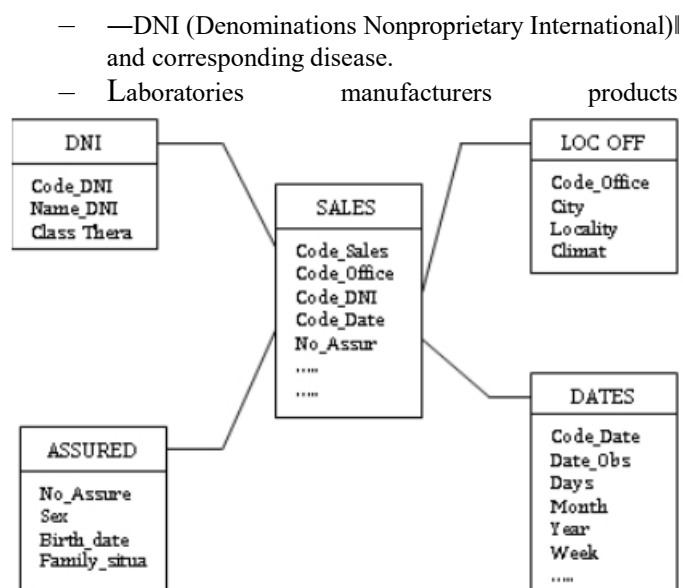 – ―DNI (Denominations Nonproprietary International)‖
and corresponding disease.
– Laboratories manufacturers products
DNI
Code_DNI
Name_DNI
Class Thera
LOC OFF
Code_Office
City
Locality
Climat
SALES
Code_Sales
Code_Office
Code_DNI
Code_Date
No_Assur
.....
.....
ASSURED
No_Assure
Sex
Birth_date
Family_situa
DATES
Code_Date
Date_Obs
Days
Month
Year
Week
.....